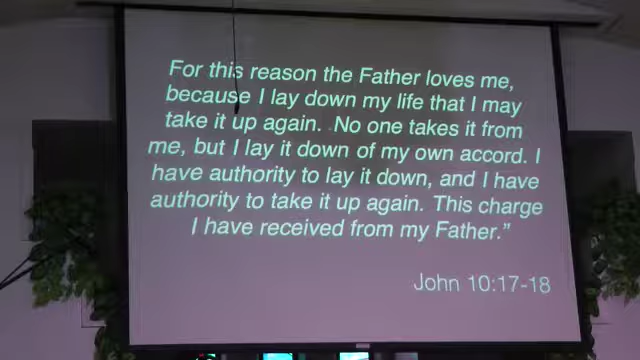 For this reason the Father loves me,
because I lay down my life that I may
take it up again. No one takes it from
me, but I lay it down of my own accord. I
have authority to lay it down, and I have
authority to take it up again. This charge
I have received from my Father.”
John 10:17-18